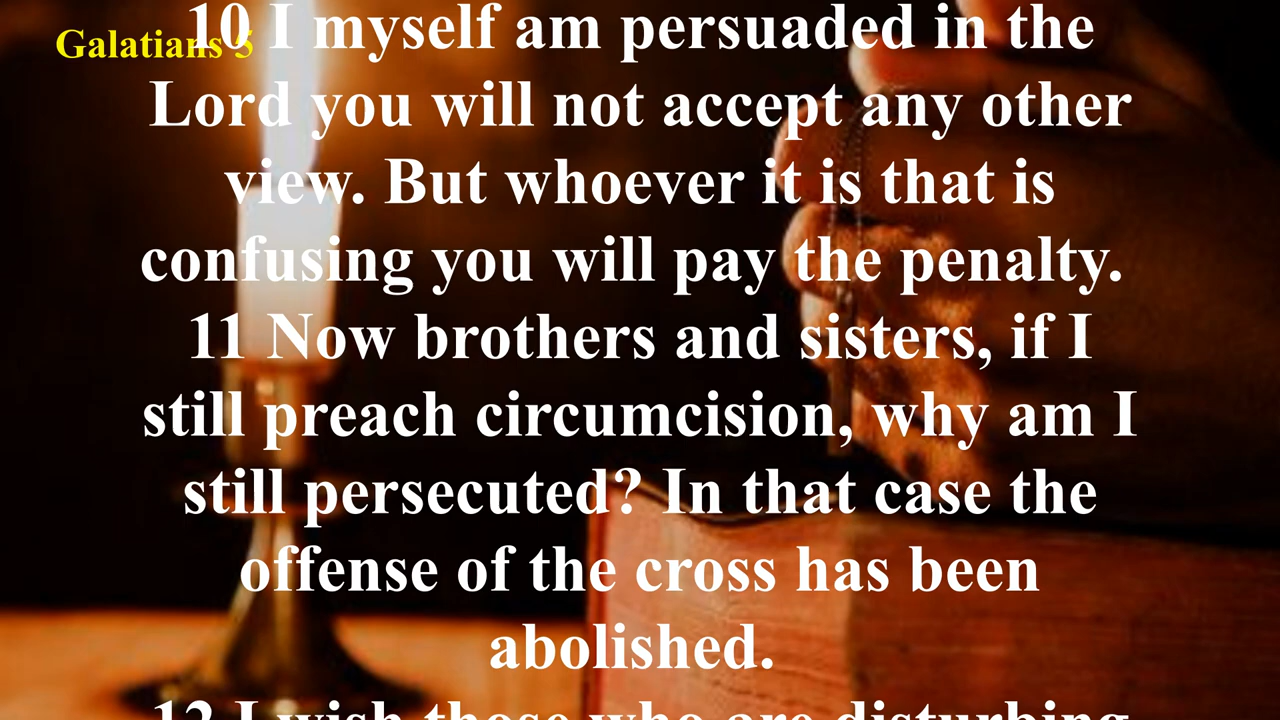 Galatians 5
10 I myself am persuaded in the
Lord you will not accept any other
view. But whoever it is that is
confusing you will pay the penalty.
11 Now brothers and sisters, if I
still preach circumcision, why am I
still persecuted? In that case the
offense of the cross has been
abolished.
12 I wish those who are disturbing